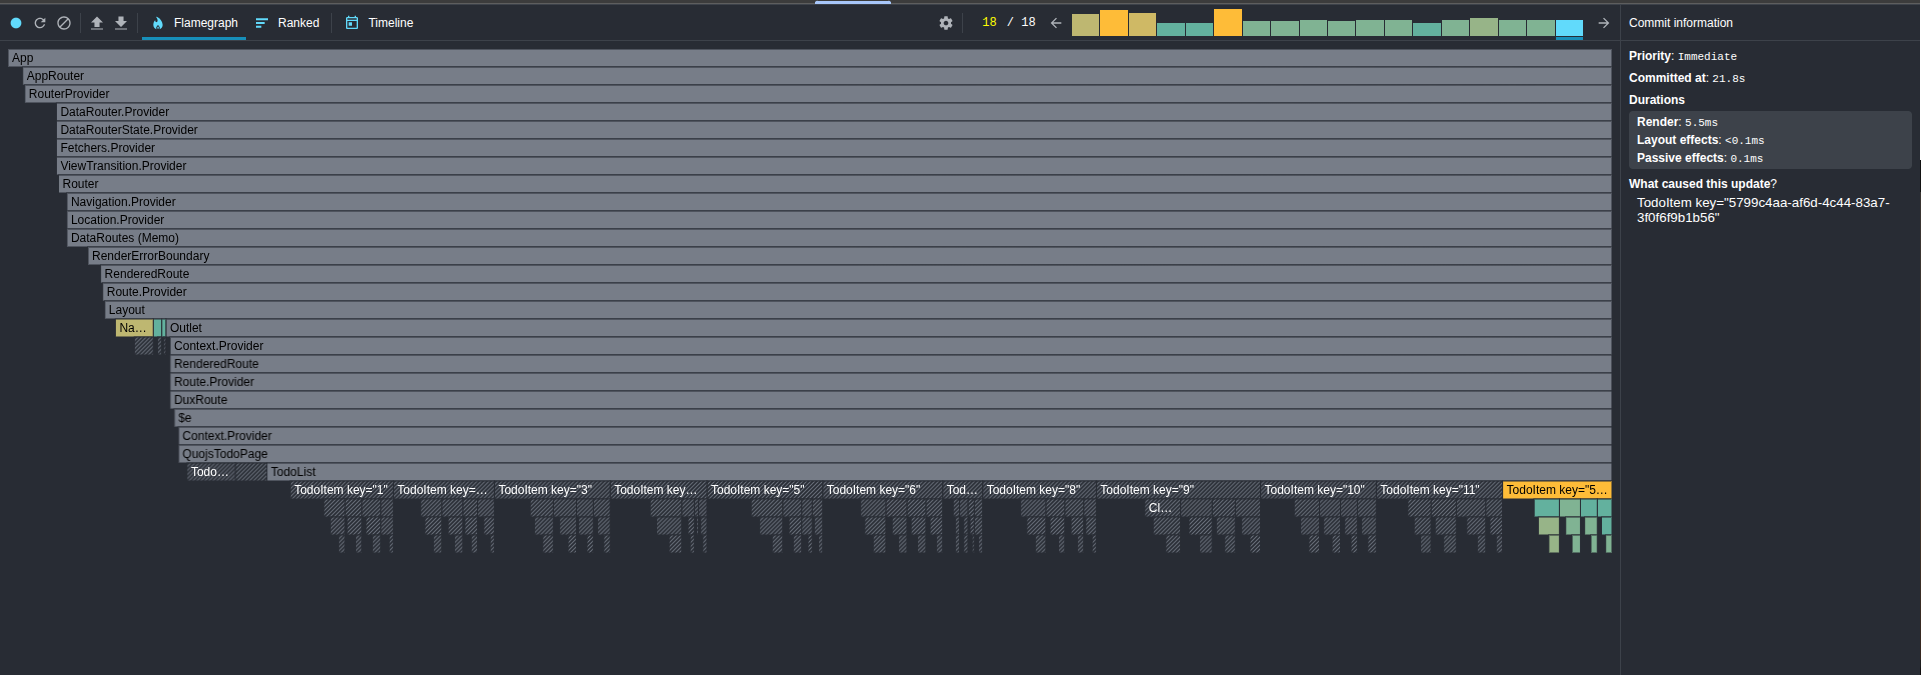 Flamegraph Ranked Timeline 18 / 18 Commit information
App
AppRouter
RouterProvider
DataRouter.Provider
DataRouterState.Provider
Fetchers.Provider
ViewTransition.Provider
Router
Navigation.Provider
Location.Provider
DataRoutes (Memo)
RenderErrorBoundary
RenderedRoute
Route.Provider
Layout
Na… Outlet
Context.Provider
RenderedRoute
Route.Provider
DuxRoute
$e
Context.Provider
QuojsTodoPage
Todo… TodoList
TodoItem key="1" TodoItem key=… TodoItem key="3" TodoItem key… TodoItem key="5" TodoItem key="6" Tod… TodoItem key="8" TodoItem key="9" TodoItem key="10" TodoItem key="11" TodoItem key="5…
Cl…
Priority: Immediate
Committed at: 21.8s
Durations
Render: 5.5ms
Layout effects: <0.1ms
Passive effects: 0.1ms
What caused this update?
TodoItem key="5799c4aa-af6d-4c44-83a7-
3f0f6f9b1b56"